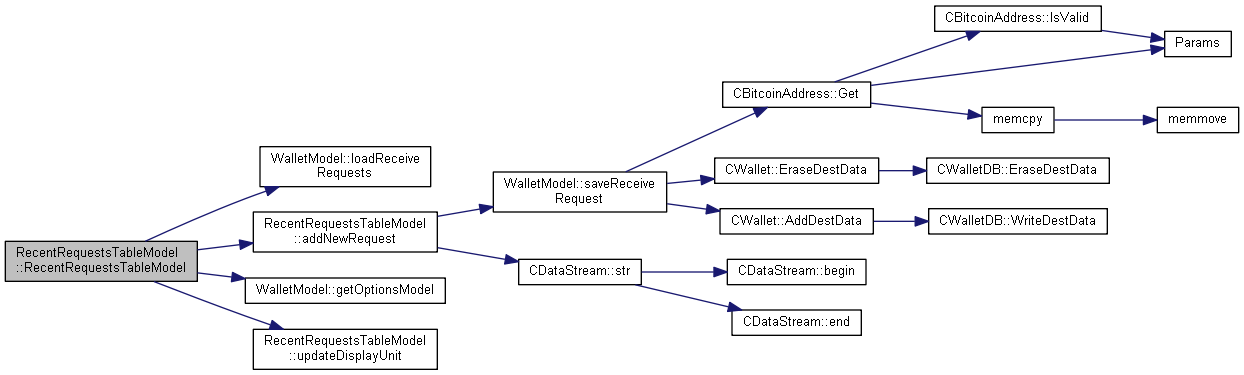 RecentRequestsTableModel
::RecentRequestsTableModel
WalletModel::loadReceive
Requests
RecentRequestsTableModel
::addNewRequest
WalletModel::getOptionsModel
RecentRequestsTableModel
::updateDisplayUnit
WalletModel::saveReceive
Request
CDataStream::str
CBitcoinAddress::Get
CWallet::EraseDestData
CWallet::AddDestData
CDataStream::begin
CDataStream::end
CBitcoinAddress::IsValid
Params
memcpy
memmove
CWalletDB::EraseDestData
CWalletDB::WriteDestData